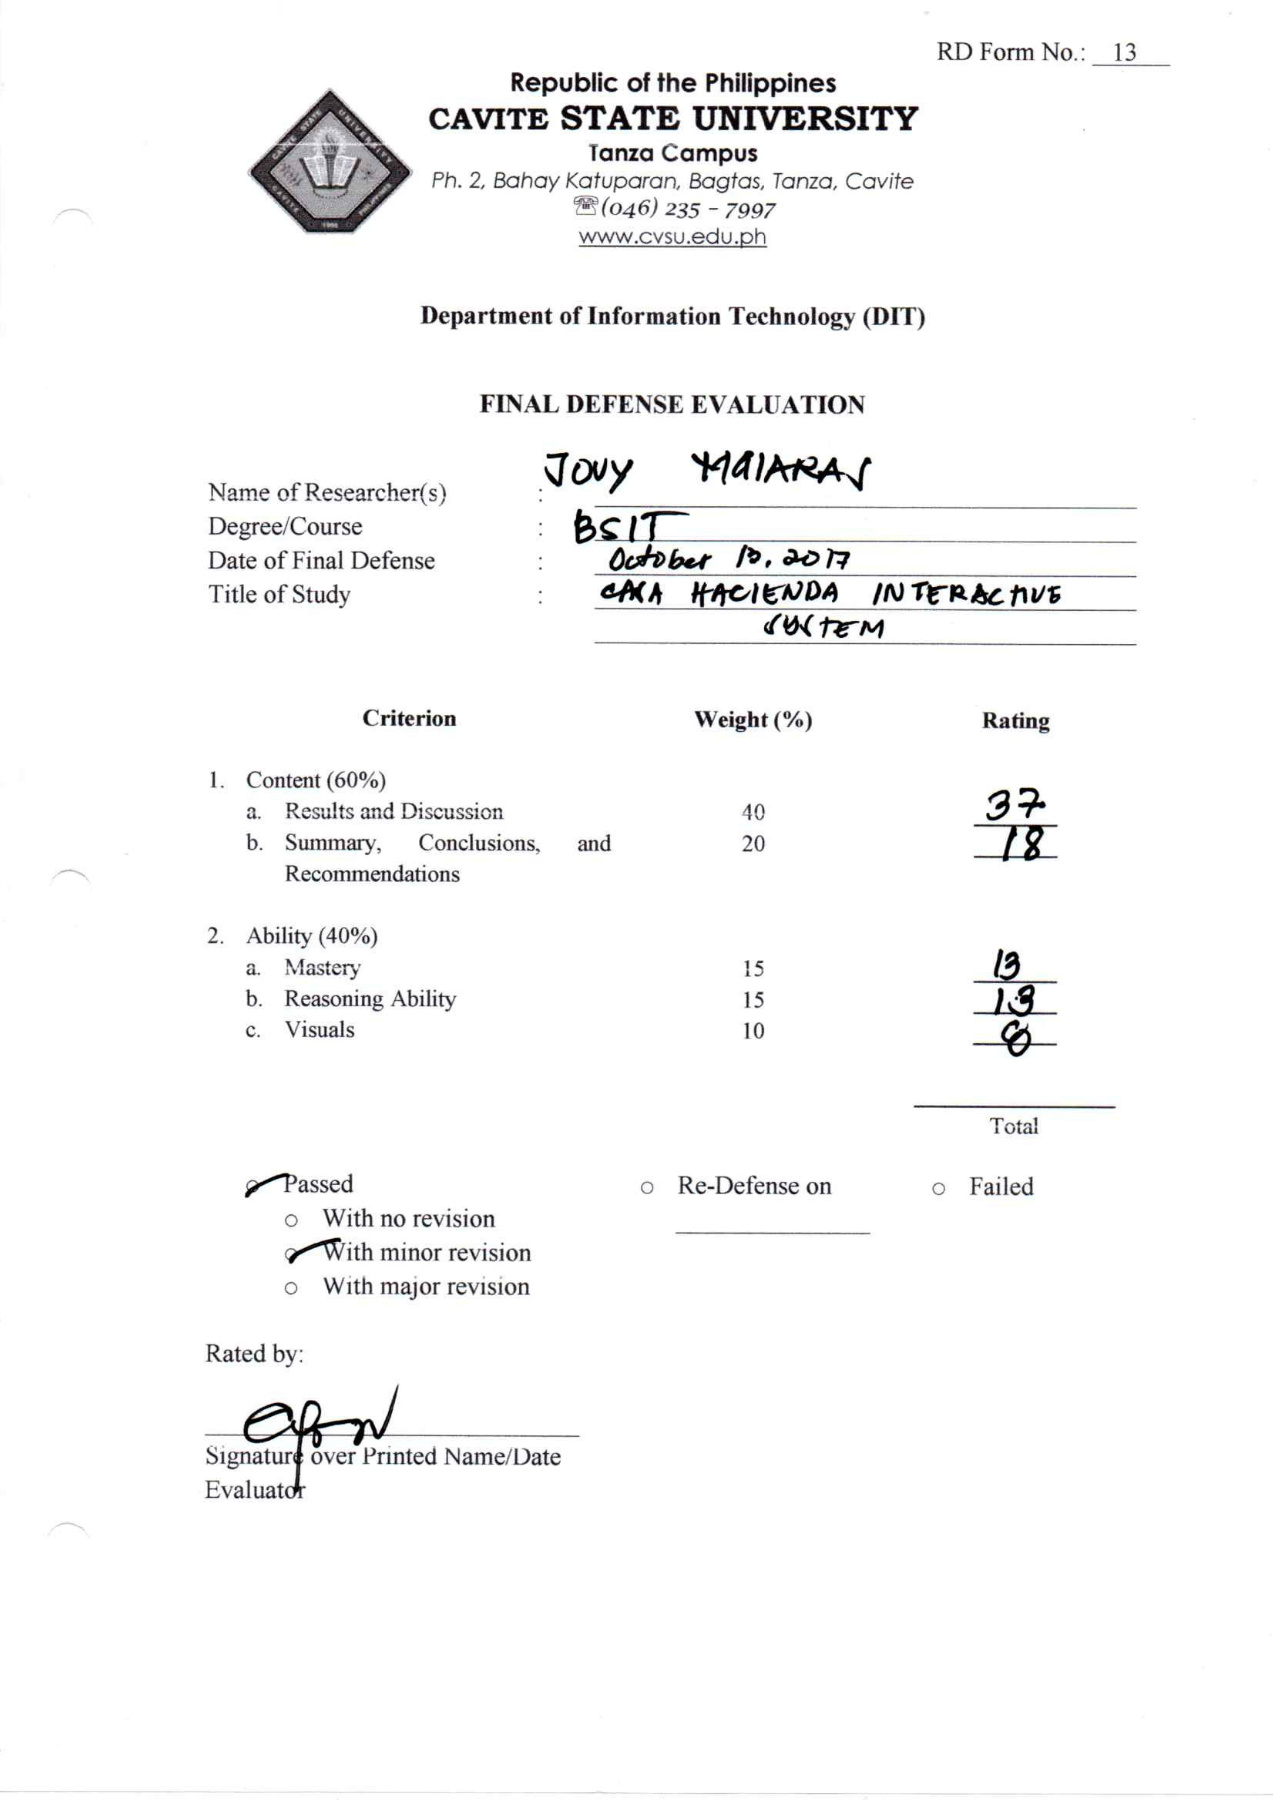 RD Form No.: 13
Republic of the Philippines
CAVITE STATE UNIVERSITY
Tanza Campus
Ph. 2, Bahay Katuparan, Bagtas, Tanza, Cavite
☏(046) 235 – 7997
www.cvsu.edu.ph
Department of Information Technology (DIT)
FINAL DEFENSE EVALUATION
Name of Researcher(s) : JOVY
Degree/Course : BSIT
Date of Final Defense : October 13, 2017
Title of Study : CASA HACIENDA INTERACTIVE
SYSTEM
Criterion Weight (%) Rating
1. Content (60%)
a. Results and Discussion 40 37
b. Summary, Conclusions, and 20 18
Recommendations
2. Ability (40%)
a. Mastery 15 13
b. Reasoning Ability 15 13
c. Visuals 10 8
Total
Passed ○ Re-Defense on ○ Failed
○ With no revision
With minor revision
○ With major revision
Rated by:
Signature over Printed Name/Date
Evaluator